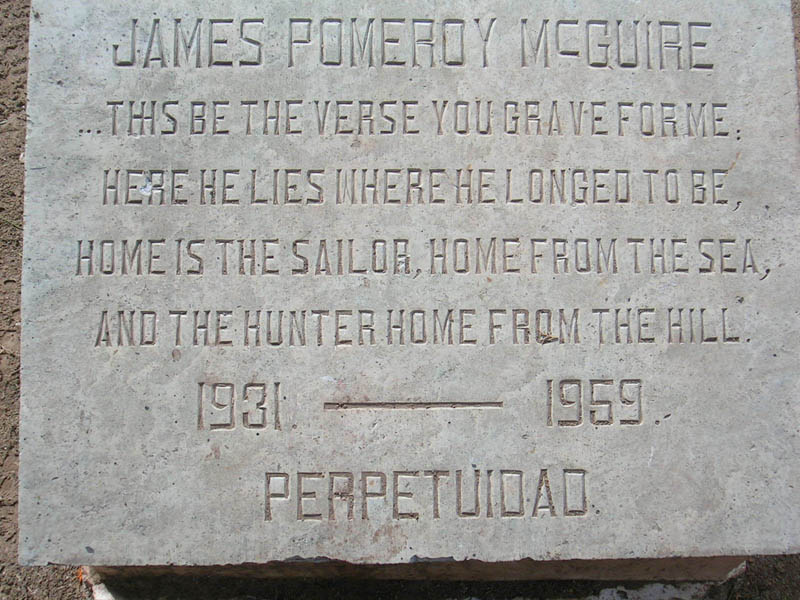 JAMES POMEROY McGUIRE
...THIS BE THE VERSE YOU GRAVE FOR ME:
HERE HE LIES WHERE HE LONGED TO BE,
HOME IS THE SAILOR, HOME FROM THE SEA,
AND THE HUNTER HOME FROM THE HILL.
1931. — 1959.
PERPETUIDAD